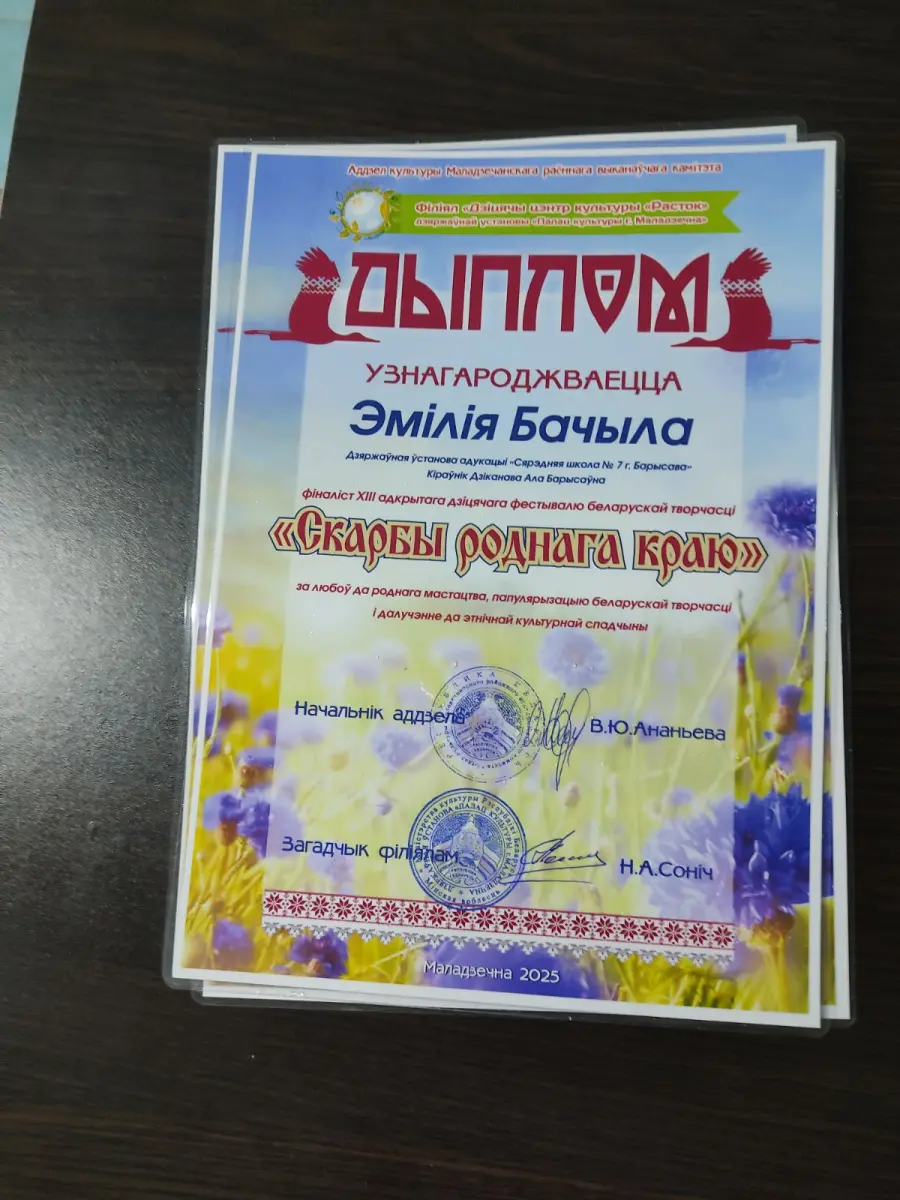 Аддзел культуры Маладзечанскага раённага выканаўчага камітэта
Філіял «Дзіцячы цэнтр культуры «Расток»
дзяржаўнай установы «Палац культуры г. Маладзечна»
ДЫПЛОМ
УЗНАГАРОДЖВАЕЦЦА
Эмілія Бачыла
Дзяржаўная ўстанова адукацыі «Сярэдняя школа № 7 г. Барысава»
Кіраўнік Дзіканава Ала Барысаўна
фіналіст XIII адкрытага дзіцячага фестывалю беларускай творчасці
«Скарбы роднага краю»
за любоў да роднага мастацтва, папулярызацыю беларускай творчасці
і далучэнне да этнічнай культурнай спадчыны
Начальнік аддзела В.Ю.Ананьева
Загадчык філіялам Н.А.Соніч
Маладзечна 2025